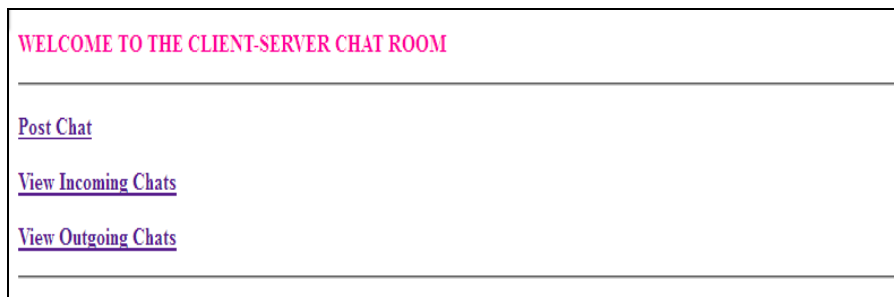 WELCOME TO THE CLIENT-SERVER CHAT ROOM
Post Chat
View Incoming Chats
View Outgoing Chats